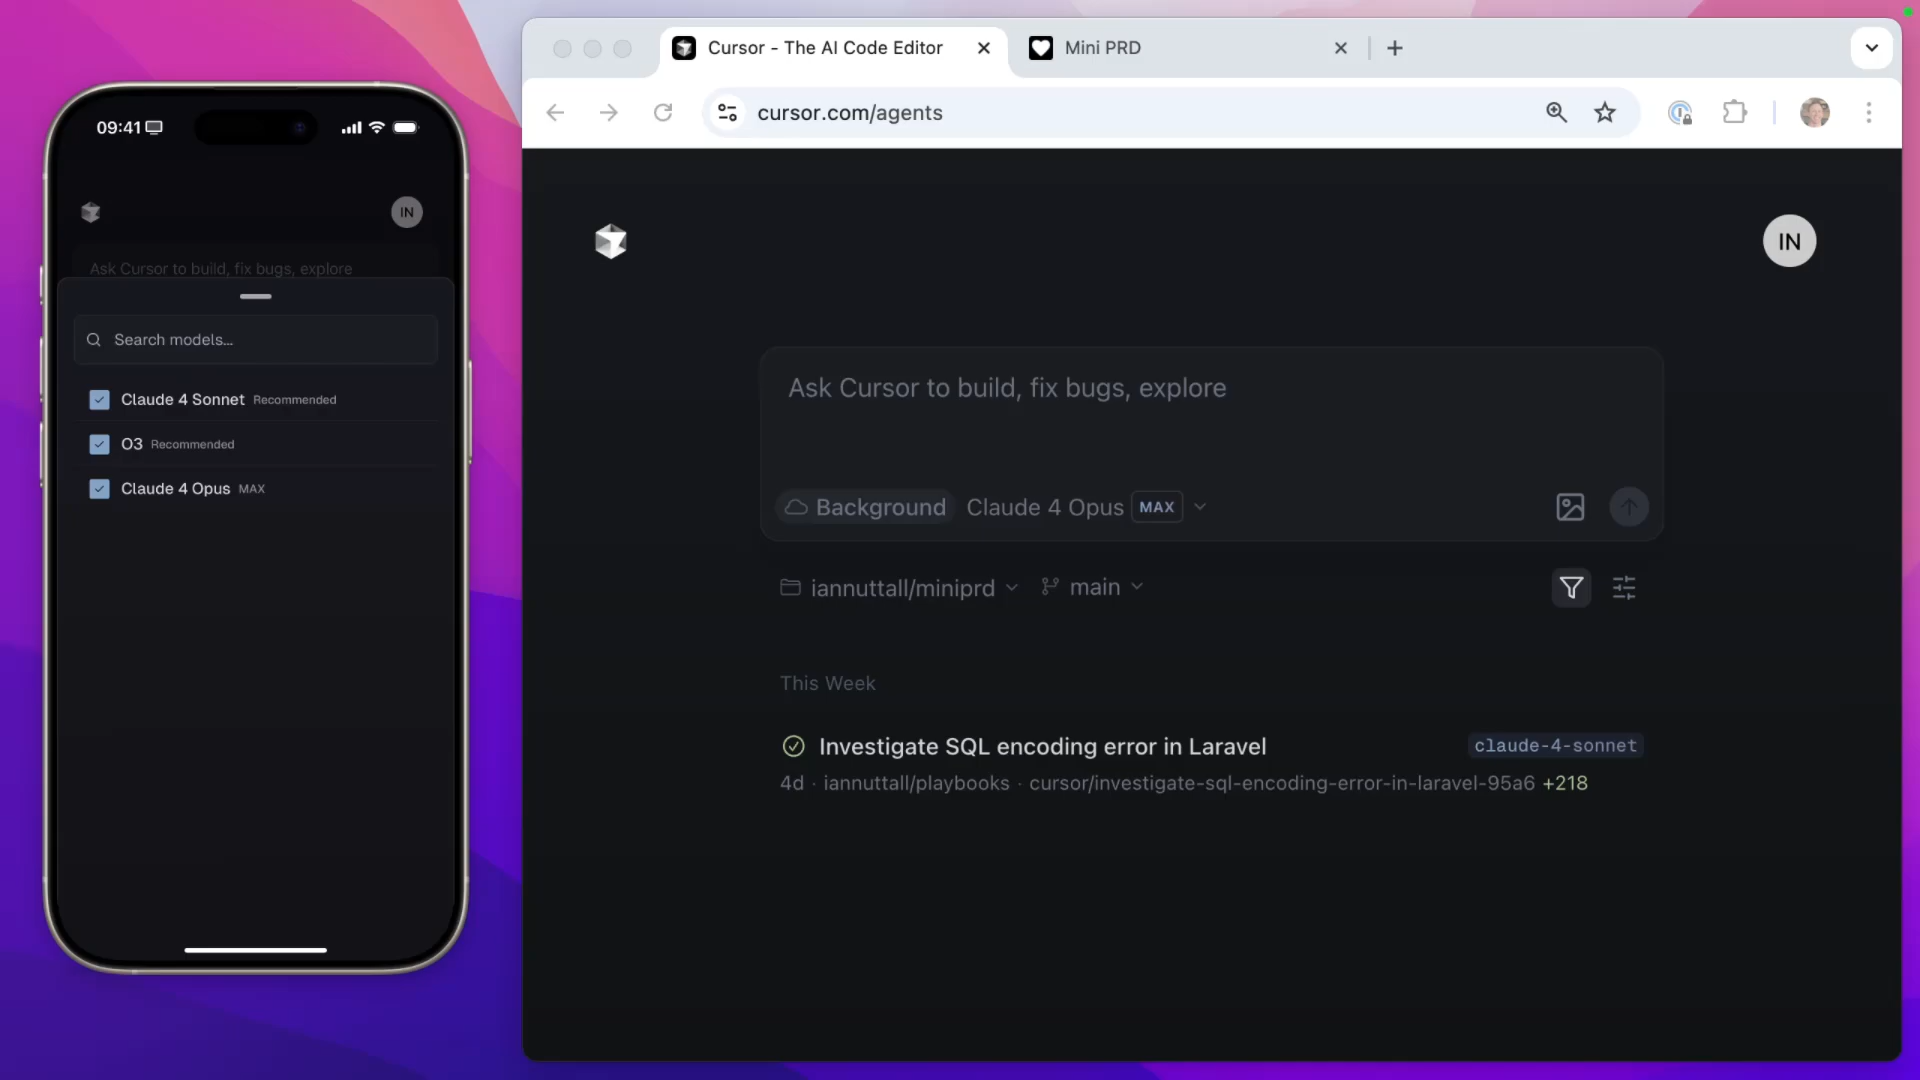 09:41
IN
Ask Cursor to build, fix bugs, explore
Search models...
Claude 4 Sonnet Recommended
O3 Recommended
Claude 4 Opus MAX
Cursor - The AI Code Editor
Mini PRD
cursor.com/agents
IN
Ask Cursor to build, fix bugs, explore
Background Claude 4 Opus MAX
iannuttall/miniprd main
This Week
Investigate SQL encoding error in Laravel claude-4-sonnet
4d · iannuttall/playbooks · cursor/investigate-sql-encoding-error-in-laravel-95a6 +218